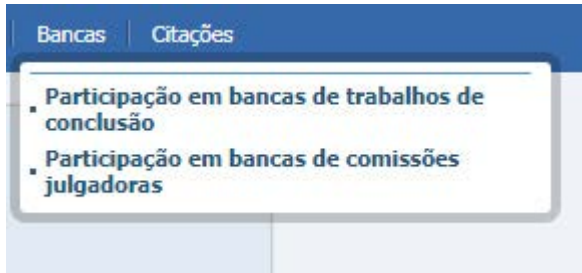 Bancas
Citações
Participação em bancas de trabalhos de
conclusão
Participação em bancas de comissões
julgadoras